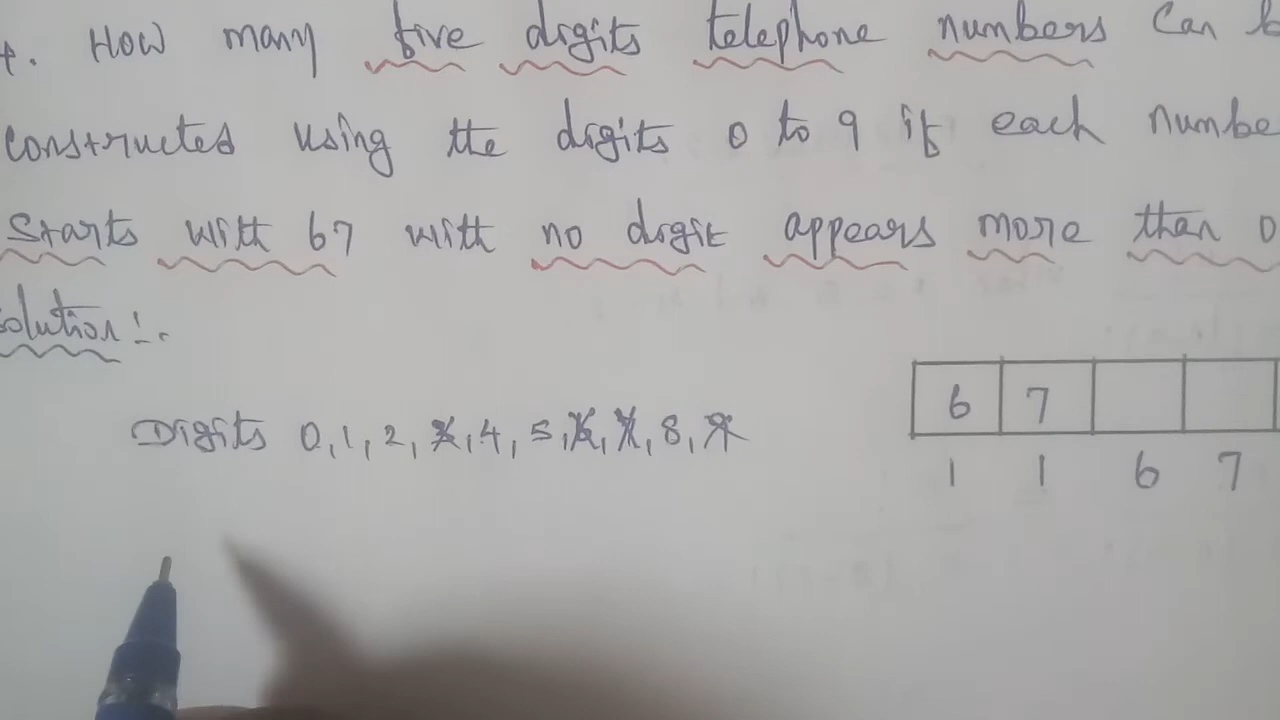 4. How many five digits telephone numbers can b
constructed using the digits 0 to 9 if each numbe
starts with 67 with no digit appears more than o
solution:-
Digits 0, 1, 2, 3, 4, 5, 6, 7, 8, 9
6 7
1 1 6 7